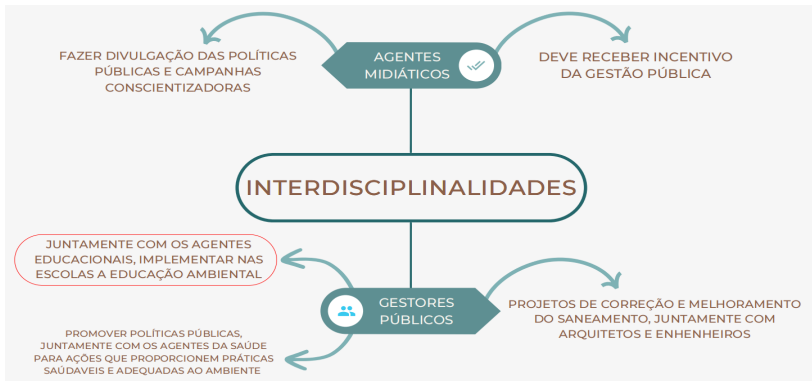 FAZER DIVULGAÇÃO DAS POLÍTICAS
PÚBLICAS E CAMPANHAS
CONSCIENTIZADORAS
AGENTES
MIDIÁTICOS
DEVE RECEBER INCENTIVO
DA GESTÃO PÚBLICA
INTERDISCIPLINALIDADES
JUNTAMENTE COM OS AGENTES
EDUCACIONAIS, IMPLEMENTAR NAS
ESCOLAS A EDUCAÇÃO AMBIENTAL
GESTORES
PÚBLICOS
PROJETOS DE CORREÇÃO E MELHORAMENTO
DO SANEAMENTO, JUNTAMENTE COM
ARQUITETOS E ENHENHEIROS
PROMOVER POLÍTICAS PÚBLICAS,
JUNTAMENTE COM OS AGENTES DA SAÚDE
PARA AÇÕES QUE PROPORCIONEM PRÁTICAS
SAÚDAVEIS E ADEQUADAS AO AMBIENTE